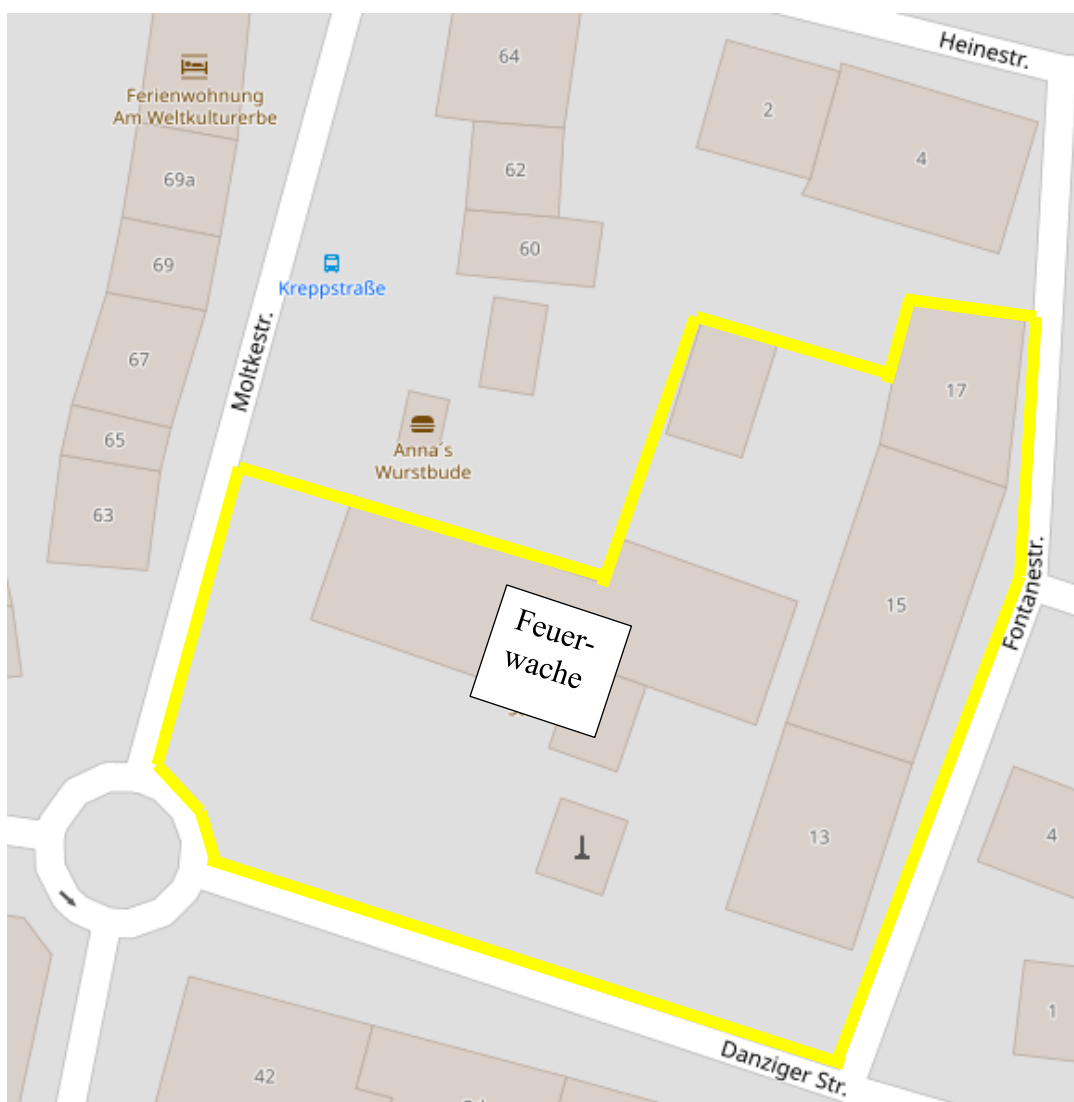 Heinestr.
64
Ferienwohnung
Am Weltkulturerbe
2
4
62
69a
60
69
Kreppstraße
Moltkestr.
67
17
65
Anna´s
Wurstbude
63
Fontanestr.
15
Feuer-
wache
13
4
1
Danziger Str.
42